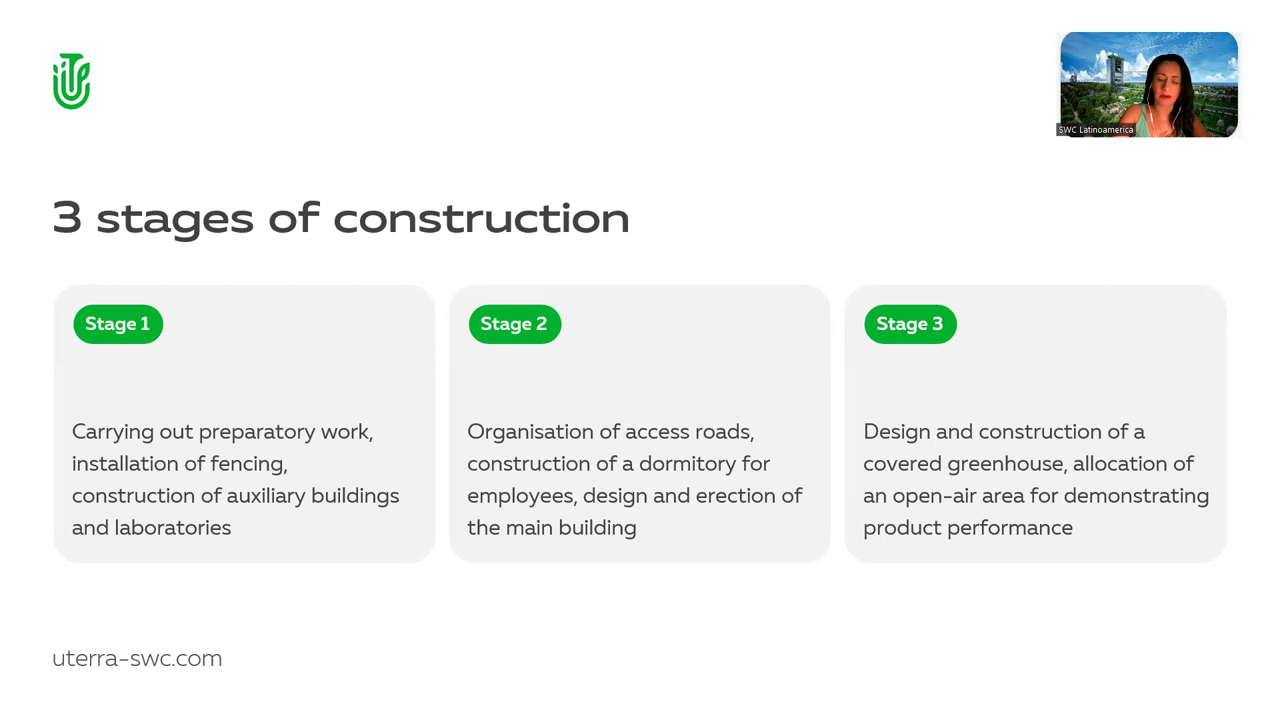 SWC Latinoamerica
3 stages of construction
Stage 1
Carrying out preparatory work,
installation of fencing,
construction of auxiliary buildings
and laboratories
Stage 2
Organisation of access roads,
construction of a dormitory for
employees, design and erection of
the main building
Stage 3
Design and construction of a
covered greenhouse, allocation of
an open-air area for demonstrating
product performance
uterra-swc.com